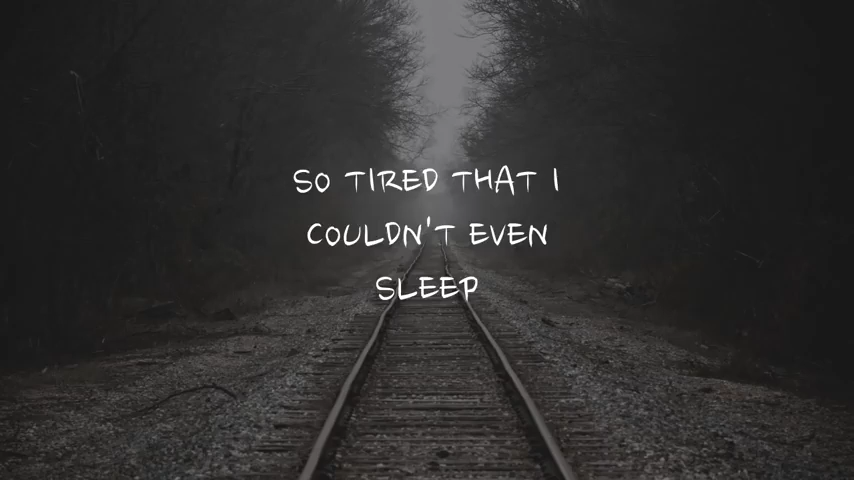 SO TIRED THAT I
COULDN'T EVEN
SLEEP